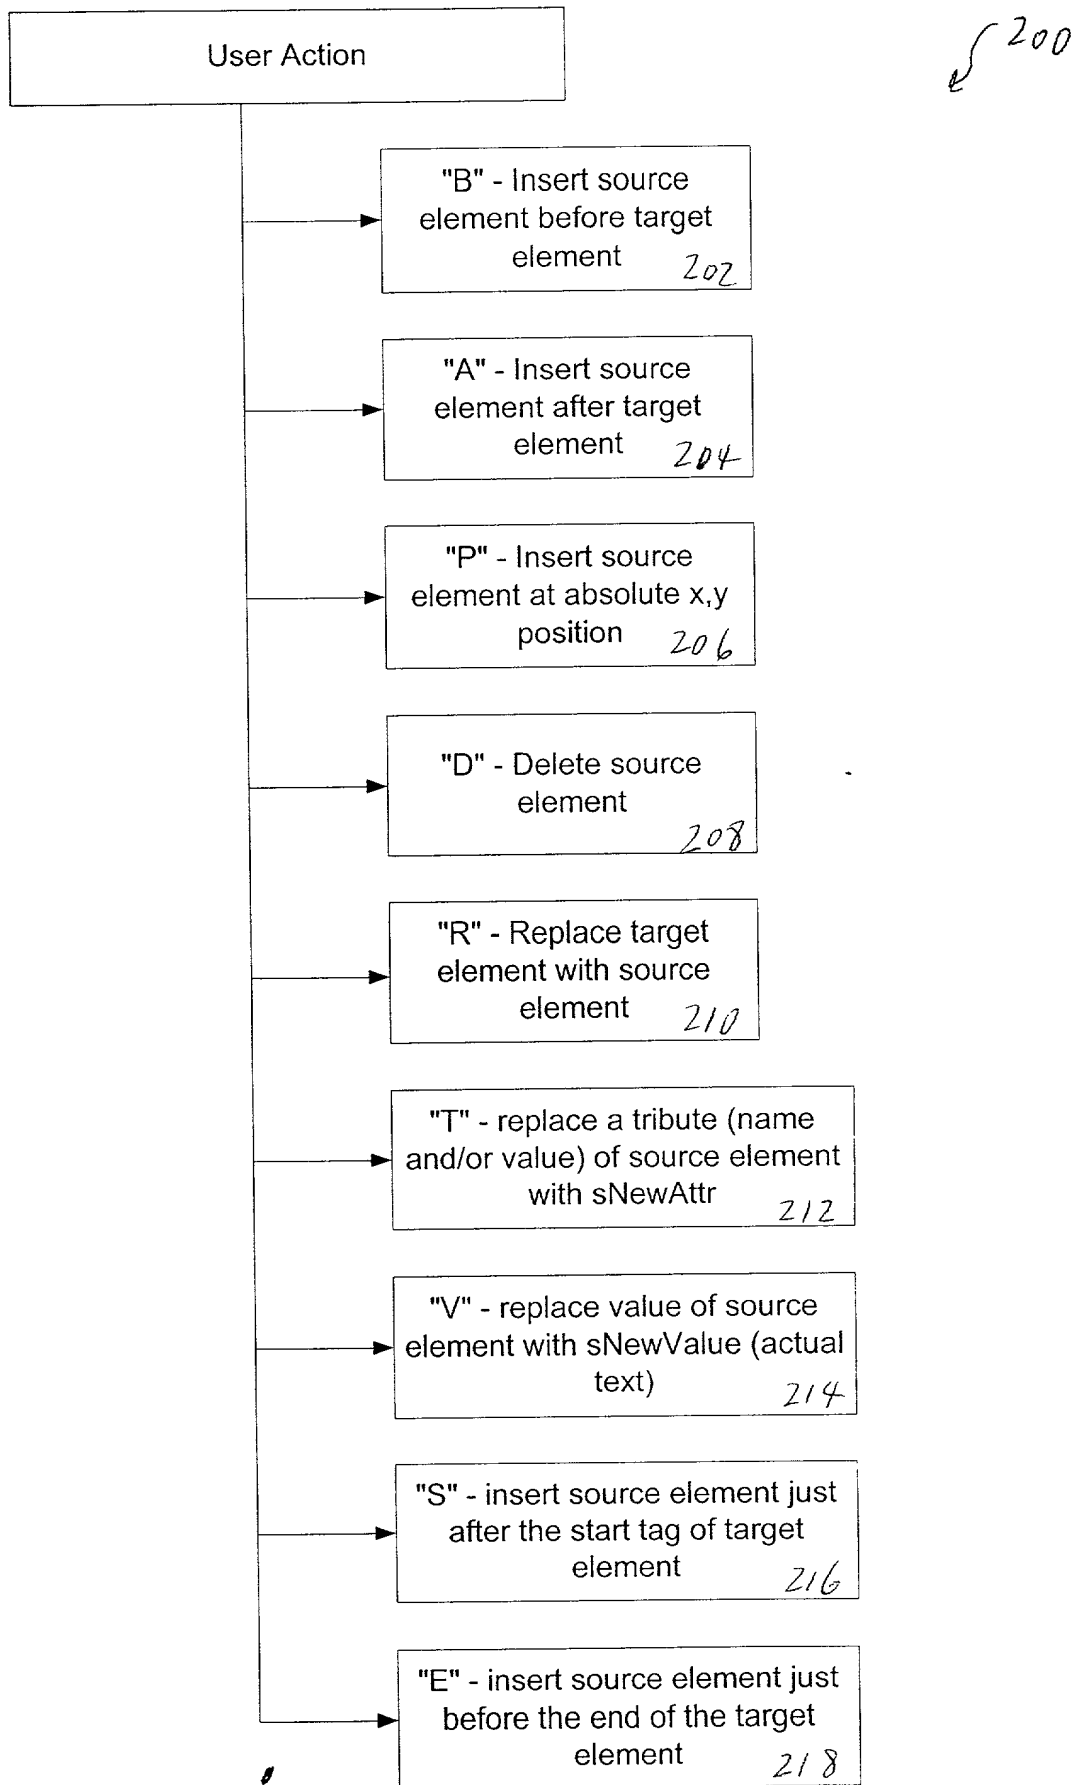 User Action
200
"B" - Insert source
element before target
element
202
"A" - Insert source
element after target
element
204
"P" - Insert source
element at absolute x,y
position
206
"D" - Delete source
element
208
"R" - Replace target
element with source
element
210
"T" - replace a tribute (name
and/or value) of source element
with sNewAttr
212
"V" - replace value of source
element with sNewValue (actual
text)
214
"S" - insert source element just
after the start tag of target
element
216
"E" - insert source element just
before the end of the target
element
218